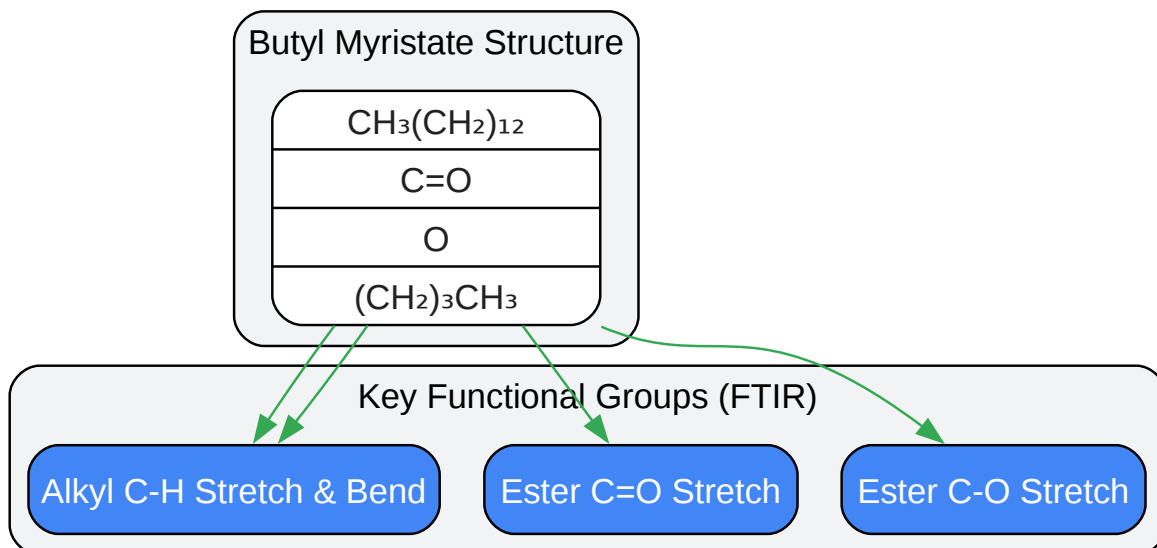 Butyl Myristate Structure
CH₃(CH₂)₁₂
C=O
O
(CH₂)₃CH₃
Key Functional Groups (FTIR)
Alkyl C-H Stretch & Bend
Ester C=O Stretch
Ester C-O Stretch